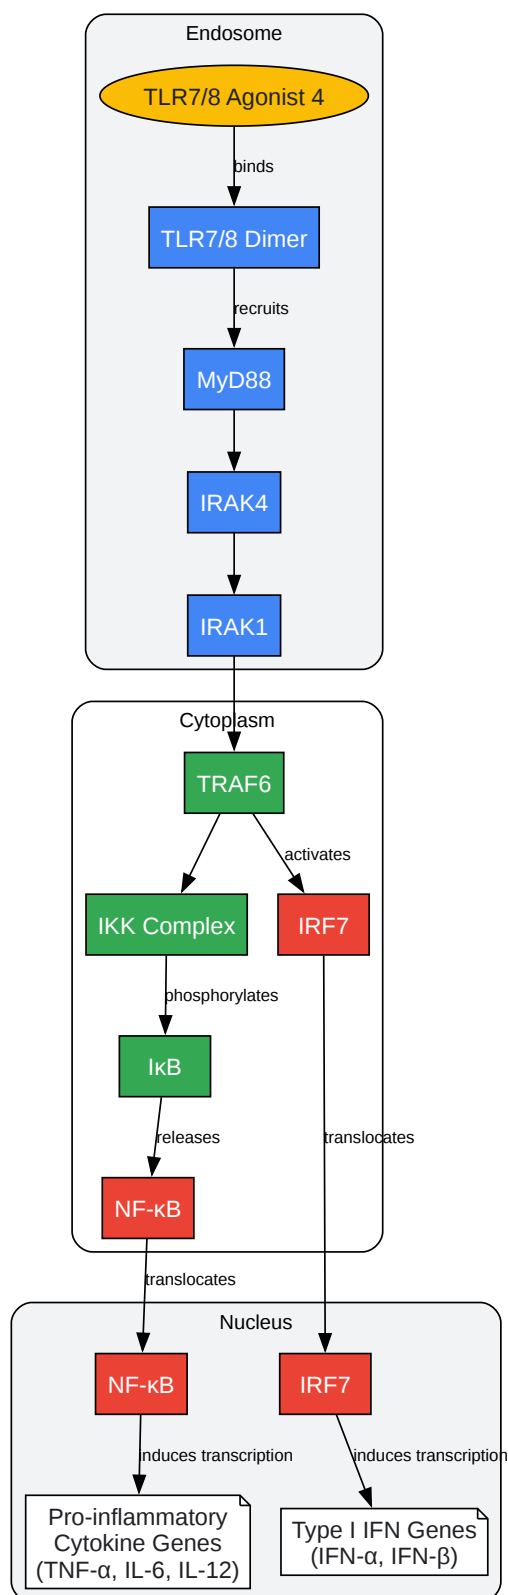 Endosome
TLR7/8 Agonist 4
binds
TLR7/8 Dimer
recruits
MyD88
IRAK4
IRAK1
Cytoplasm
TRAF6
activates
IKK Complex
IRF7
phosphorylates
IκB
releases
translocates
NF-κB
translocates
Nucleus
NF-κB
IRF7
induces transcription
induces transcription
Pro-inflammatory
Cytokine Genes
(TNF-α, IL-6, IL-12)
Type I IFN Genes
(IFN-α, IFN-β)